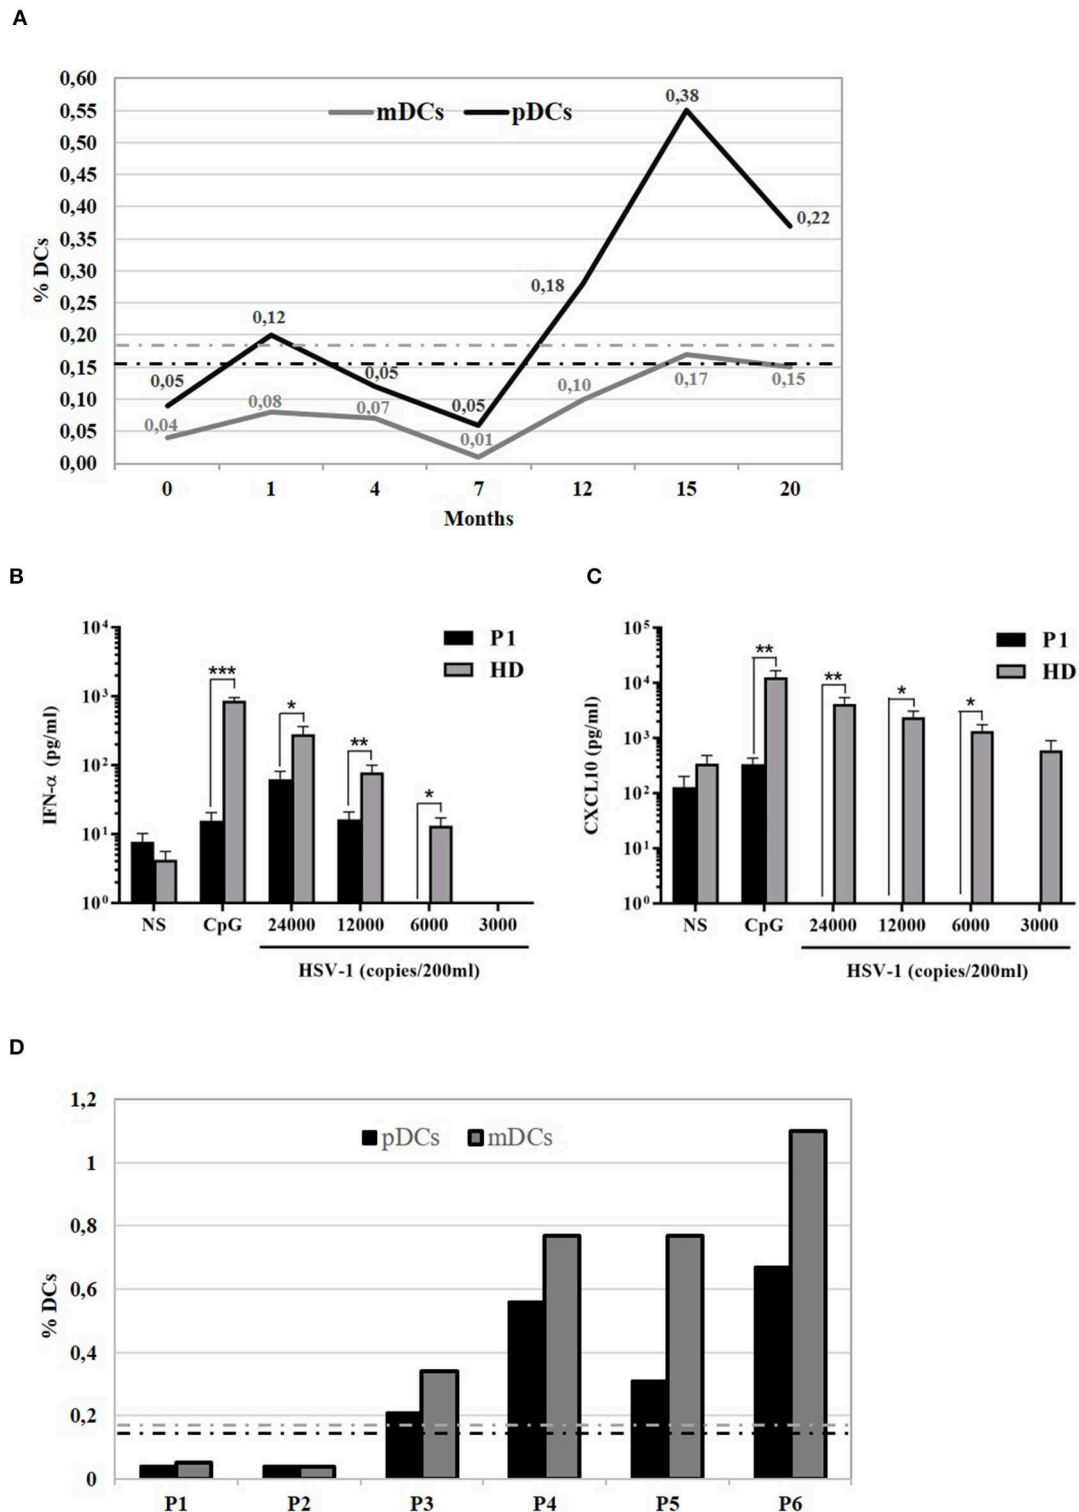 A
0,60
0,55
0,50
0,45
0,40
0,35
0,30
0,25
0,20
0,15
0,10
0,05
0,00
% DCs
mDCs pDCs
0,38
0,22
0,18
0,12
0,05
0,05
0,05
0,04
0,08
0,07
0,01
0,10
0,17
0,15
0 1 4 7 12 15 20
Months
B
10⁴
10³
10²
10¹
10⁰
IFN-α (pg/ml)
P1
HD
*** * ** *
NS CpG 24000 12000 6000 3000
HSV-1 (copies/200ml)
C
10⁵
10⁴
10³
10²
10¹
10⁰
CXCL10 (pg/ml)
P1
HD
** ** * *
NS CpG 24000 12000 6000 3000
HSV-1 (copies/200ml)
D
1,2
1
0,8
0,6
0,4
0,2
0
% DCs
pDCs mDCs
P1 P2 P3 P4 P5 P6